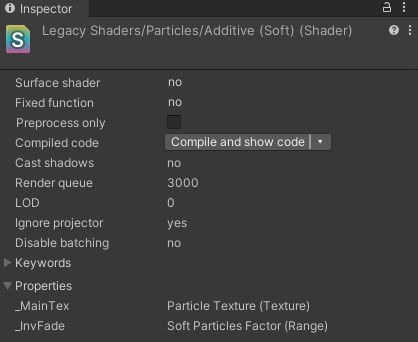 Inspector
Legacy Shaders/Particles/Additive (Soft) (Shader)
S
Surface shader no
Fixed function no
Preprocess only
Compiled code Compile and show code
Cast shadows no
Render queue 3000
LOD 0
Ignore projector yes
Disable batching no
Keywords
Properties
_MainTex Particle Texture (Texture)
_InvFade Soft Particles Factor (Range)